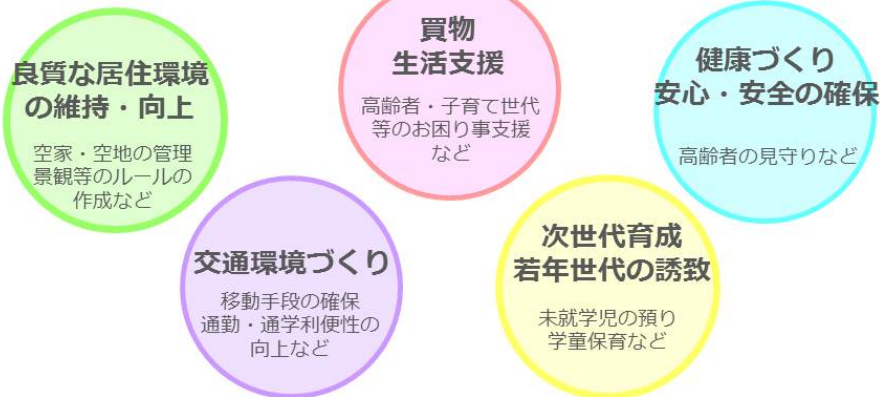 良質な居住環境
の維持・向上
空家・空地の管理
景観等のルールの
作成など
買物
生活支援
高齢者・子育て世代
等のお困り事支援
など
健康づくり
安心・安全の確保
高齢者の見守りなど
交通環境づくり
移動手段の確保
通勤・通学利便性の
向上など
次世代育成
若年世代の誘致
未就学児の預り
学童保育など